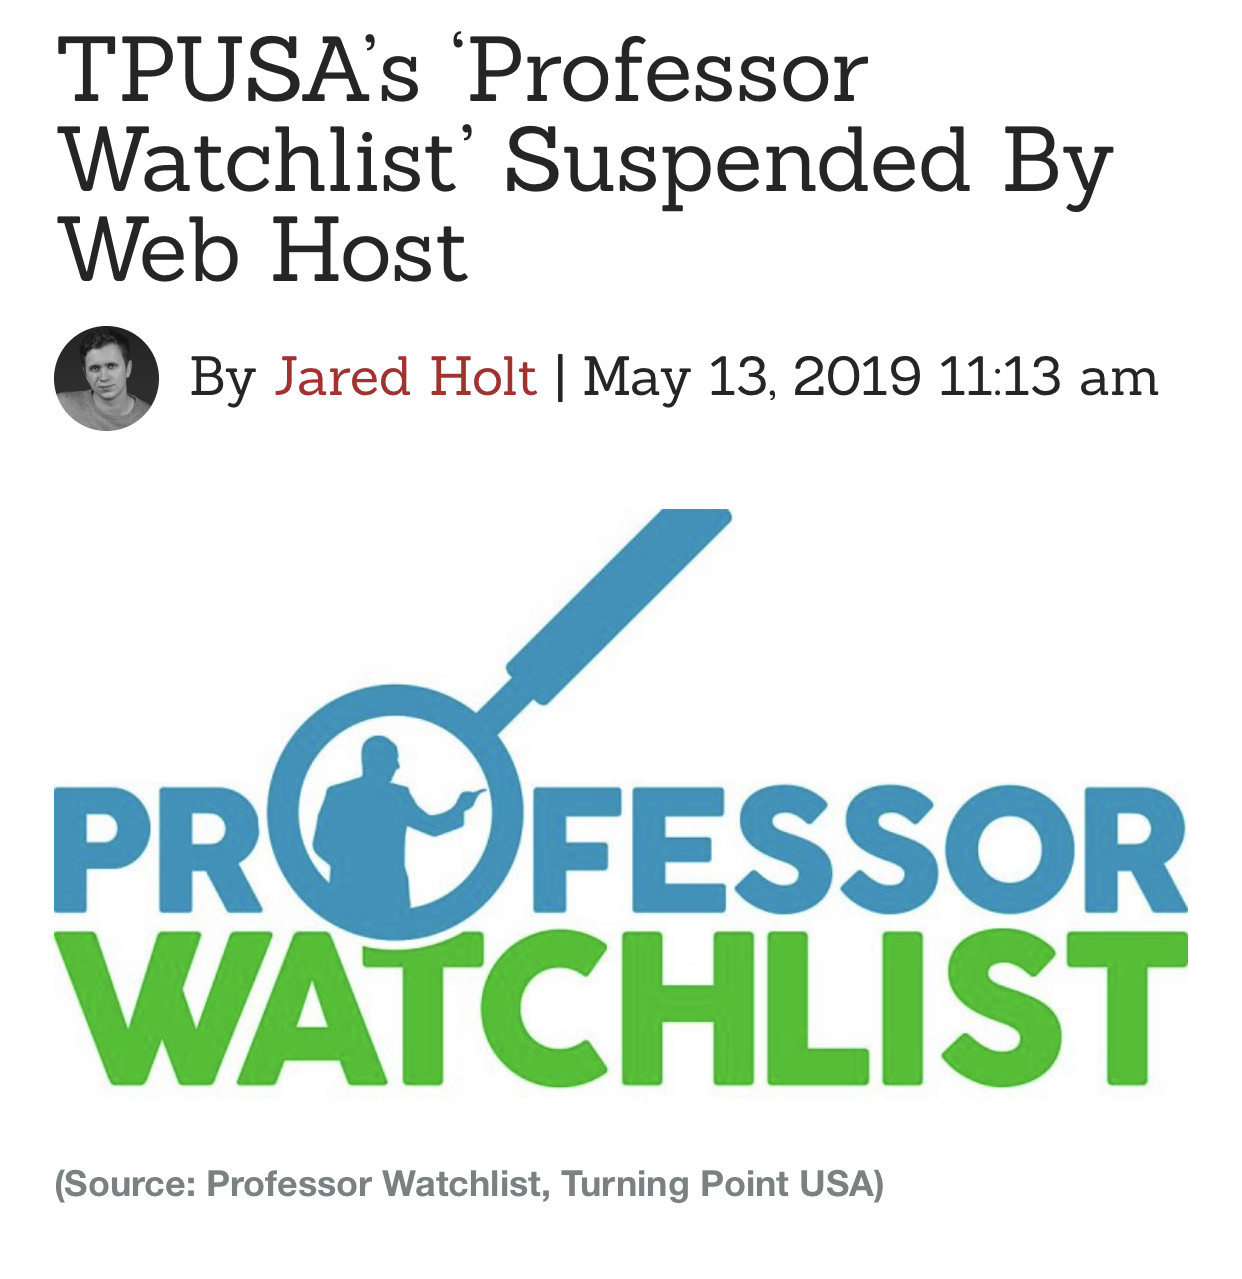 TPUSA’s ‘Professor
Watchlist’ Suspended By
Web Host
By Jared Holt | May 13, 2019 11:13 am
PROFESSOR
WATCHLIST
(Source: Professor Watchlist, Turning Point USA)